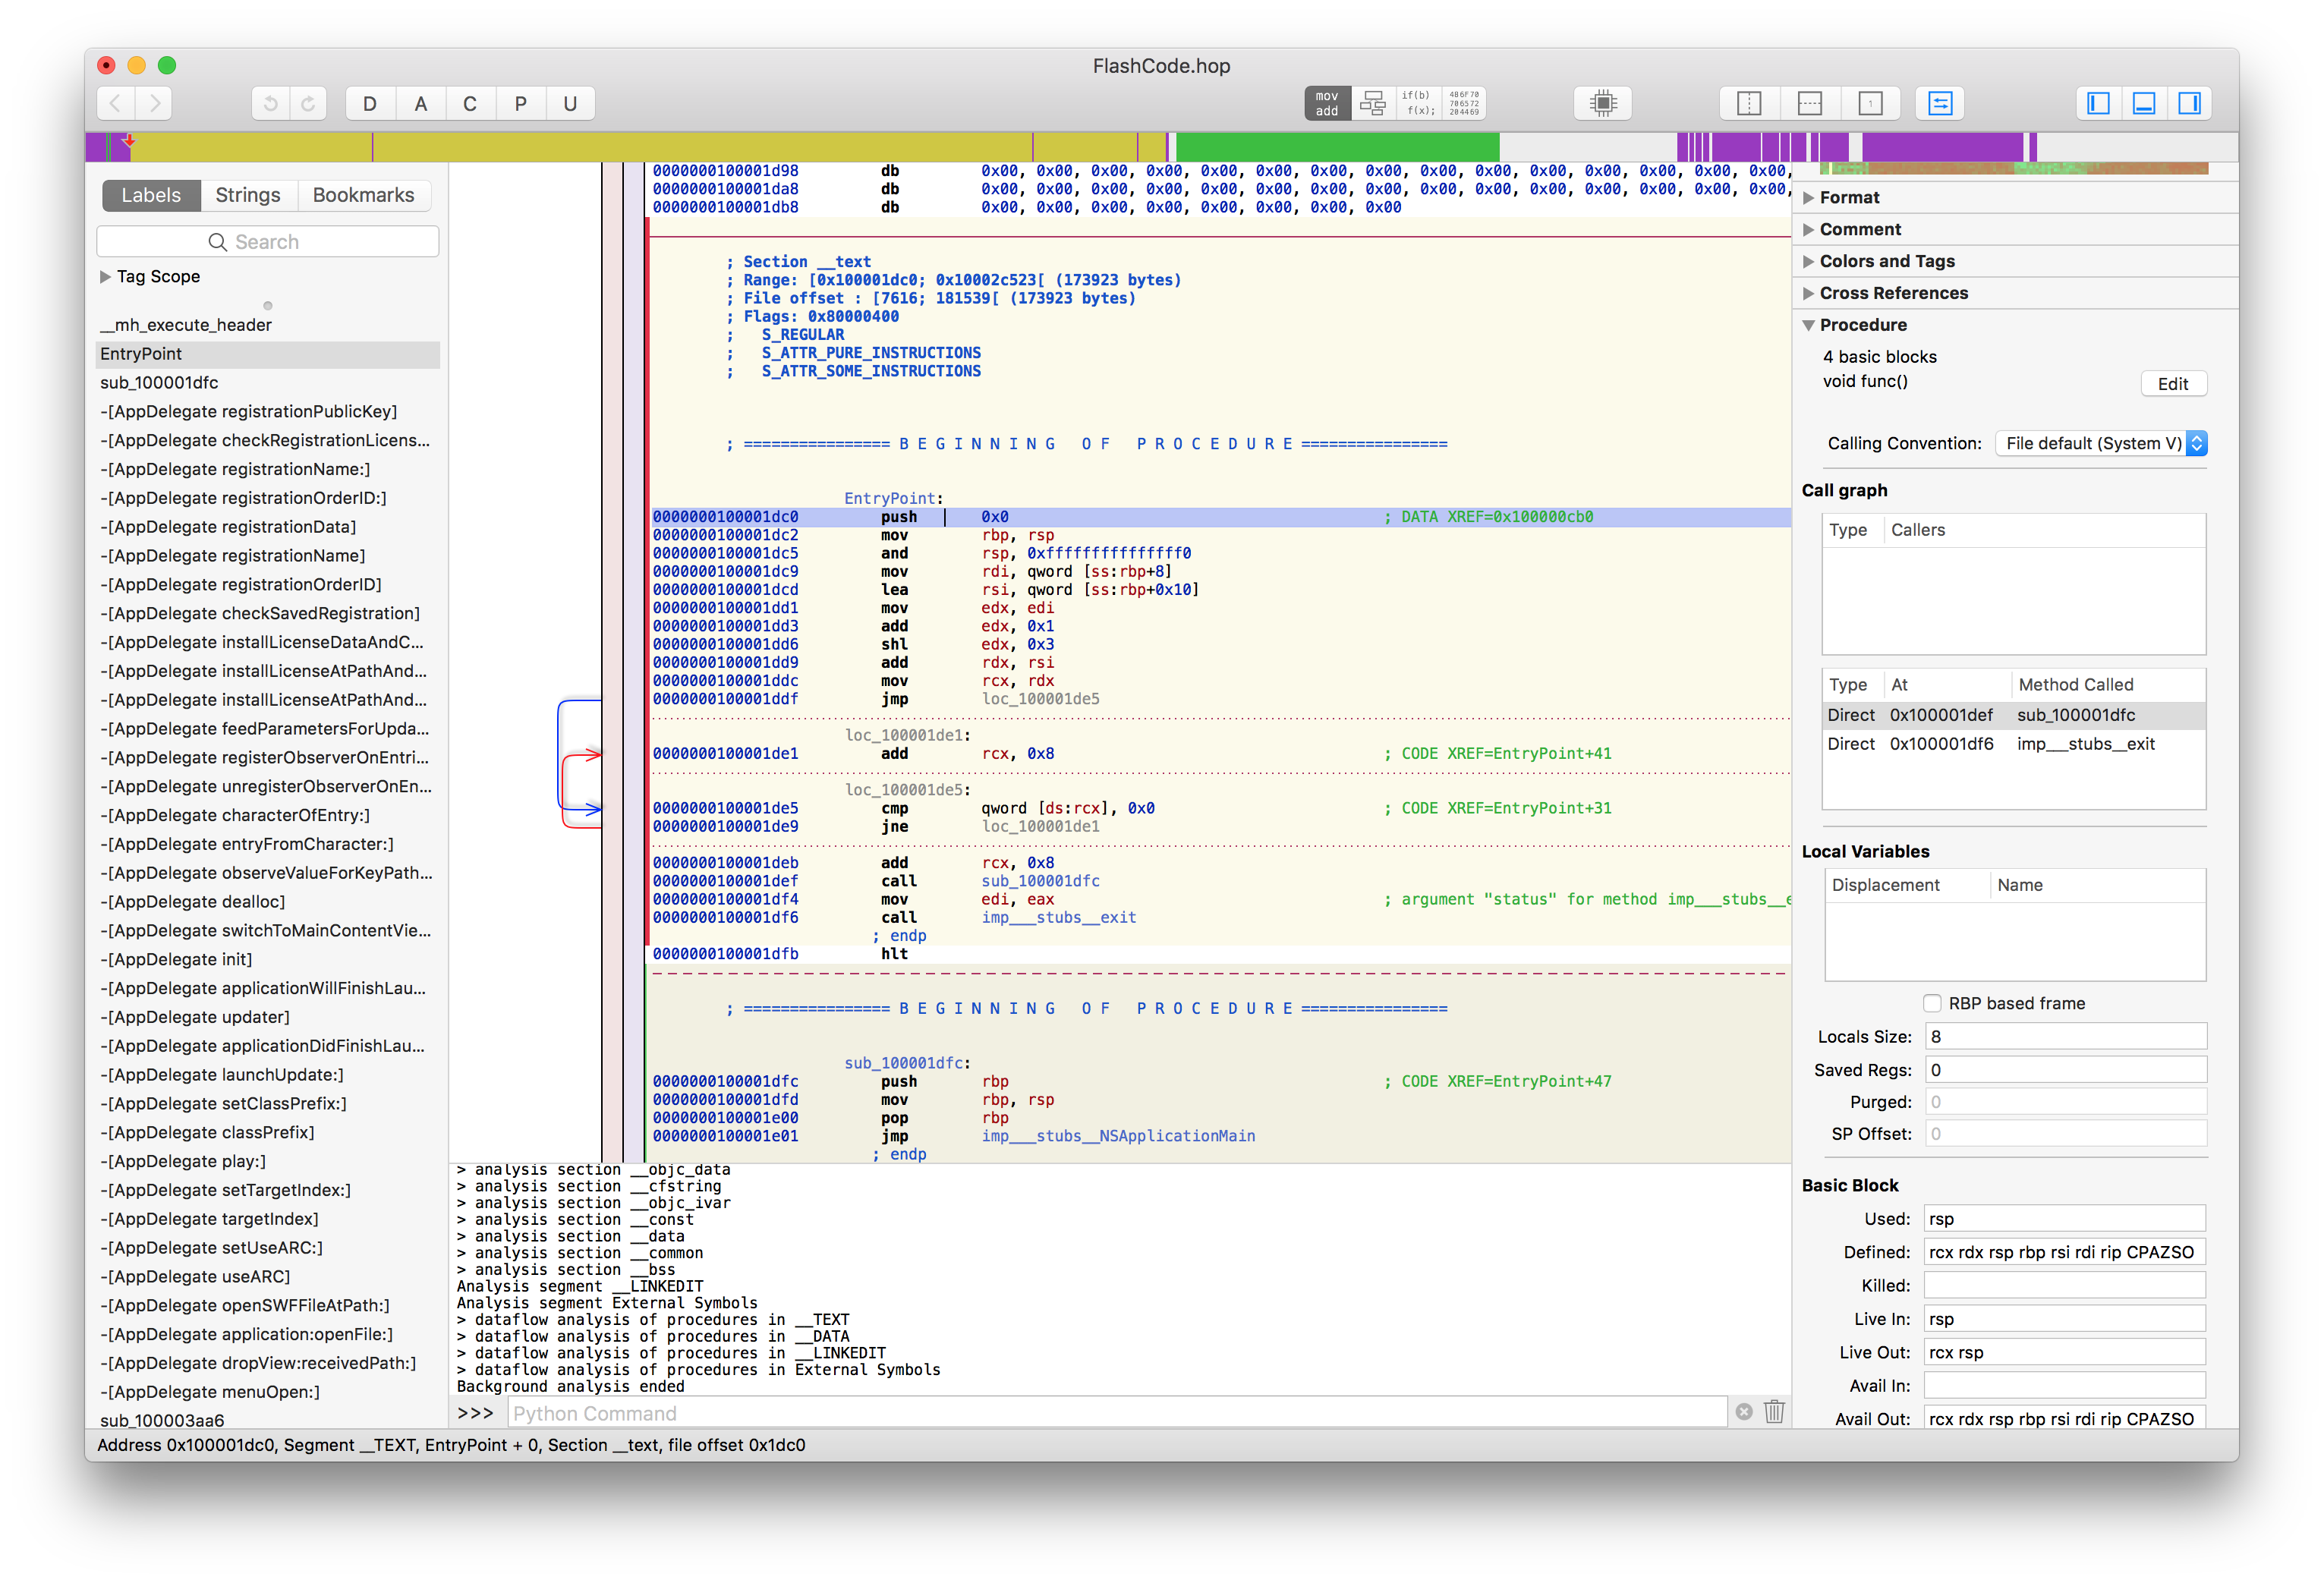 FlashCode.hop
D A C P U
mov add
if(b) f(x);
486F70 706572 204469
1
Labels Strings Bookmarks
Search
Tag Scope
__mh_execute_header
EntryPoint
sub_100001dfc
-[AppDelegate registrationPublicKey]
-[AppDelegate checkRegistrationLicens...
-[AppDelegate registrationName:]
-[AppDelegate registrationOrderID:]
-[AppDelegate registrationData]
-[AppDelegate registrationName]
-[AppDelegate registrationOrderID]
-[AppDelegate checkSavedRegistration]
-[AppDelegate installLicenseDataAndC...
-[AppDelegate installLicenseAtPathAnd...
-[AppDelegate installLicenseAtPathAnd...
-[AppDelegate feedParametersForUpda...
-[AppDelegate registerObserverOnEntri...
-[AppDelegate unregisterObserverOnEn...
-[AppDelegate characterOfEntry:]
-[AppDelegate entryFromCharacter:]
-[AppDelegate observeValueForKeyPath...
-[AppDelegate dealloc]
-[AppDelegate switchToMainContentVie...
-[AppDelegate init]
-[AppDelegate applicationWillFinishLau...
-[AppDelegate updater]
-[AppDelegate applicationDidFinishLau...
-[AppDelegate launchUpdate:]
-[AppDelegate setClassPrefix:]
-[AppDelegate classPrefix]
-[AppDelegate play:]
-[AppDelegate setTargetIndex:]
-[AppDelegate targetIndex]
-[AppDelegate setUseARC:]
-[AppDelegate useARC]
-[AppDelegate openSWFFileAtPath:]
-[AppDelegate application:openFile:]
-[AppDelegate dropView:receivedPath:]
-[AppDelegate menuOpen:]
sub_100003aa6
0000000100001d98 db 0x00, 0x00, 0x00, 0x00, 0x00, 0x00, 0x00, 0x00, 0x00, 0x00, 0x00, 0x00, 0x00, 0x00, 0x00,
0000000100001da8 db 0x00, 0x00, 0x00, 0x00, 0x00, 0x00, 0x00, 0x00, 0x00, 0x00, 0x00, 0x00, 0x00, 0x00, 0x00,
0000000100001db8 db 0x00, 0x00, 0x00, 0x00, 0x00, 0x00, 0x00, 0x00
; Section __text
; Range: [0x100001dc0; 0x10002c523[ (173923 bytes)
; File offset : [7616; 181539[ (173923 bytes)
; Flags: 0x80000400
; S_REGULAR
; S_ATTR_PURE_INSTRUCTIONS
; S_ATTR_SOME_INSTRUCTIONS
; ================ B E G I N N I N G   O F   P R O C E D U R E ================
EntryPoint:
0000000100001dc0 push 0x0 ; DATA XREF=0x100000cb0
0000000100001dc2 mov rbp, rsp
0000000100001dc5 and rsp, 0xfffffffffffffff0
0000000100001dc9 mov rdi, qword [ss:rbp+8]
0000000100001dcd lea rsi, qword [ss:rbp+0x10]
0000000100001dd1 mov edx, edi
0000000100001dd3 add edx, 0x1
0000000100001dd6 shl edx, 0x3
0000000100001dd9 add rdx, rsi
0000000100001ddc mov rcx, rdx
0000000100001ddf jmp loc_100001de5
loc_100001de1:
0000000100001de1 add rcx, 0x8 ; CODE XREF=EntryPoint+41
loc_100001de5:
0000000100001de5 cmp qword [ds:rcx], 0x0 ; CODE XREF=EntryPoint+31
0000000100001de9 jne loc_100001de1
0000000100001deb add rcx, 0x8
0000000100001def call sub_100001dfc
0000000100001df4 mov edi, eax ; argument "status" for method imp___stubs__e
0000000100001df6 call imp___stubs__exit
; endp
0000000100001dfb hlt
; ================ B E G I N N I N G   O F   P R O C E D U R E ================
sub_100001dfc:
0000000100001dfc push rbp ; CODE XREF=EntryPoint+47
0000000100001dfd mov rbp, rsp
0000000100001e00 pop rbp
0000000100001e01 jmp imp___stubs__NSApplicationMain
; endp
> analysis section __objc_data
> analysis section __cfstring
> analysis section __objc_ivar
> analysis section __const
> analysis section __data
> analysis section __common
> analysis section __bss
Analysis segment __LINKEDIT
Analysis segment External Symbols
> dataflow analysis of procedures in __TEXT
> dataflow analysis of procedures in __DATA
> dataflow analysis of procedures in __LINKEDIT
> dataflow analysis of procedures in External Symbols
Background analysis ended
>>> Python Command
Format
Comment
Colors and Tags
Cross References
Procedure
4 basic blocks
void func()
Edit
Calling Convention: File default (System V)
Call graph
Type Callers
Type At Method Called
Direct 0x100001def sub_100001dfc
Direct 0x100001df6 imp___stubs__exit
Local Variables
Displacement Name
RBP based frame
Locals Size: 8
Saved Regs: 0
Purged: 0
SP Offset: 0
Basic Block
Used: rsp
Defined: rcx rdx rsp rbp rsi rdi rip CPAZSO
Killed:
Live In: rsp
Live Out: rcx rsp
Avail In:
Avail Out: rcx rdx rsp rbp rsi rdi rip CPAZSO
Address 0x100001dc0, Segment __TEXT, EntryPoint + 0, Section __text, file offset 0x1dc0